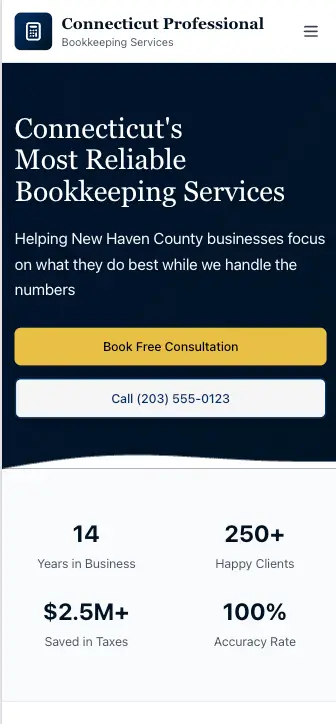 Connecticut Professional
Bookkeeping Services
Connecticut's
Most Reliable
Bookkeeping Services
Helping New Haven County businesses focus
on what they do best while we handle the
numbers
Book Free Consultation
Call (203) 555-0123
14
Years in Business
250+
Happy Clients
$2.5M+
Saved in Taxes
100%
Accuracy Rate